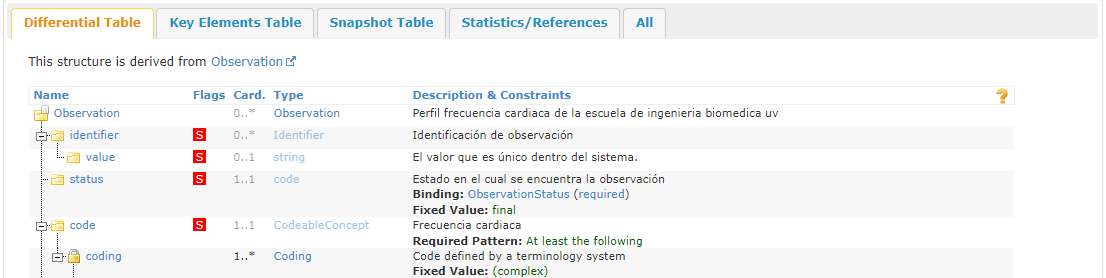 Differential Table Key Elements Table Snapshot Table Statistics/References All
This structure is derived from Observation
Name Flags Card. Type Description & Constraints ?
Observation 0..* Observation Perfil frecuencia cardiaca de la escuela de ingenieria biomedica uv
identifier S 0..* Identifier Identificación de observación
value S 0..1 string El valor que es único dentro del sistema.
status S 1..1 code Estado en el cual se encuentra la observación
Binding: ObservationStatus (required)
Fixed Value: final
code S 1..1 CodeableConcept Frecuencia cardiaca
Required Pattern: At least the following
coding 1..* Coding Code defined by a terminology system
Fixed Value: (complex)